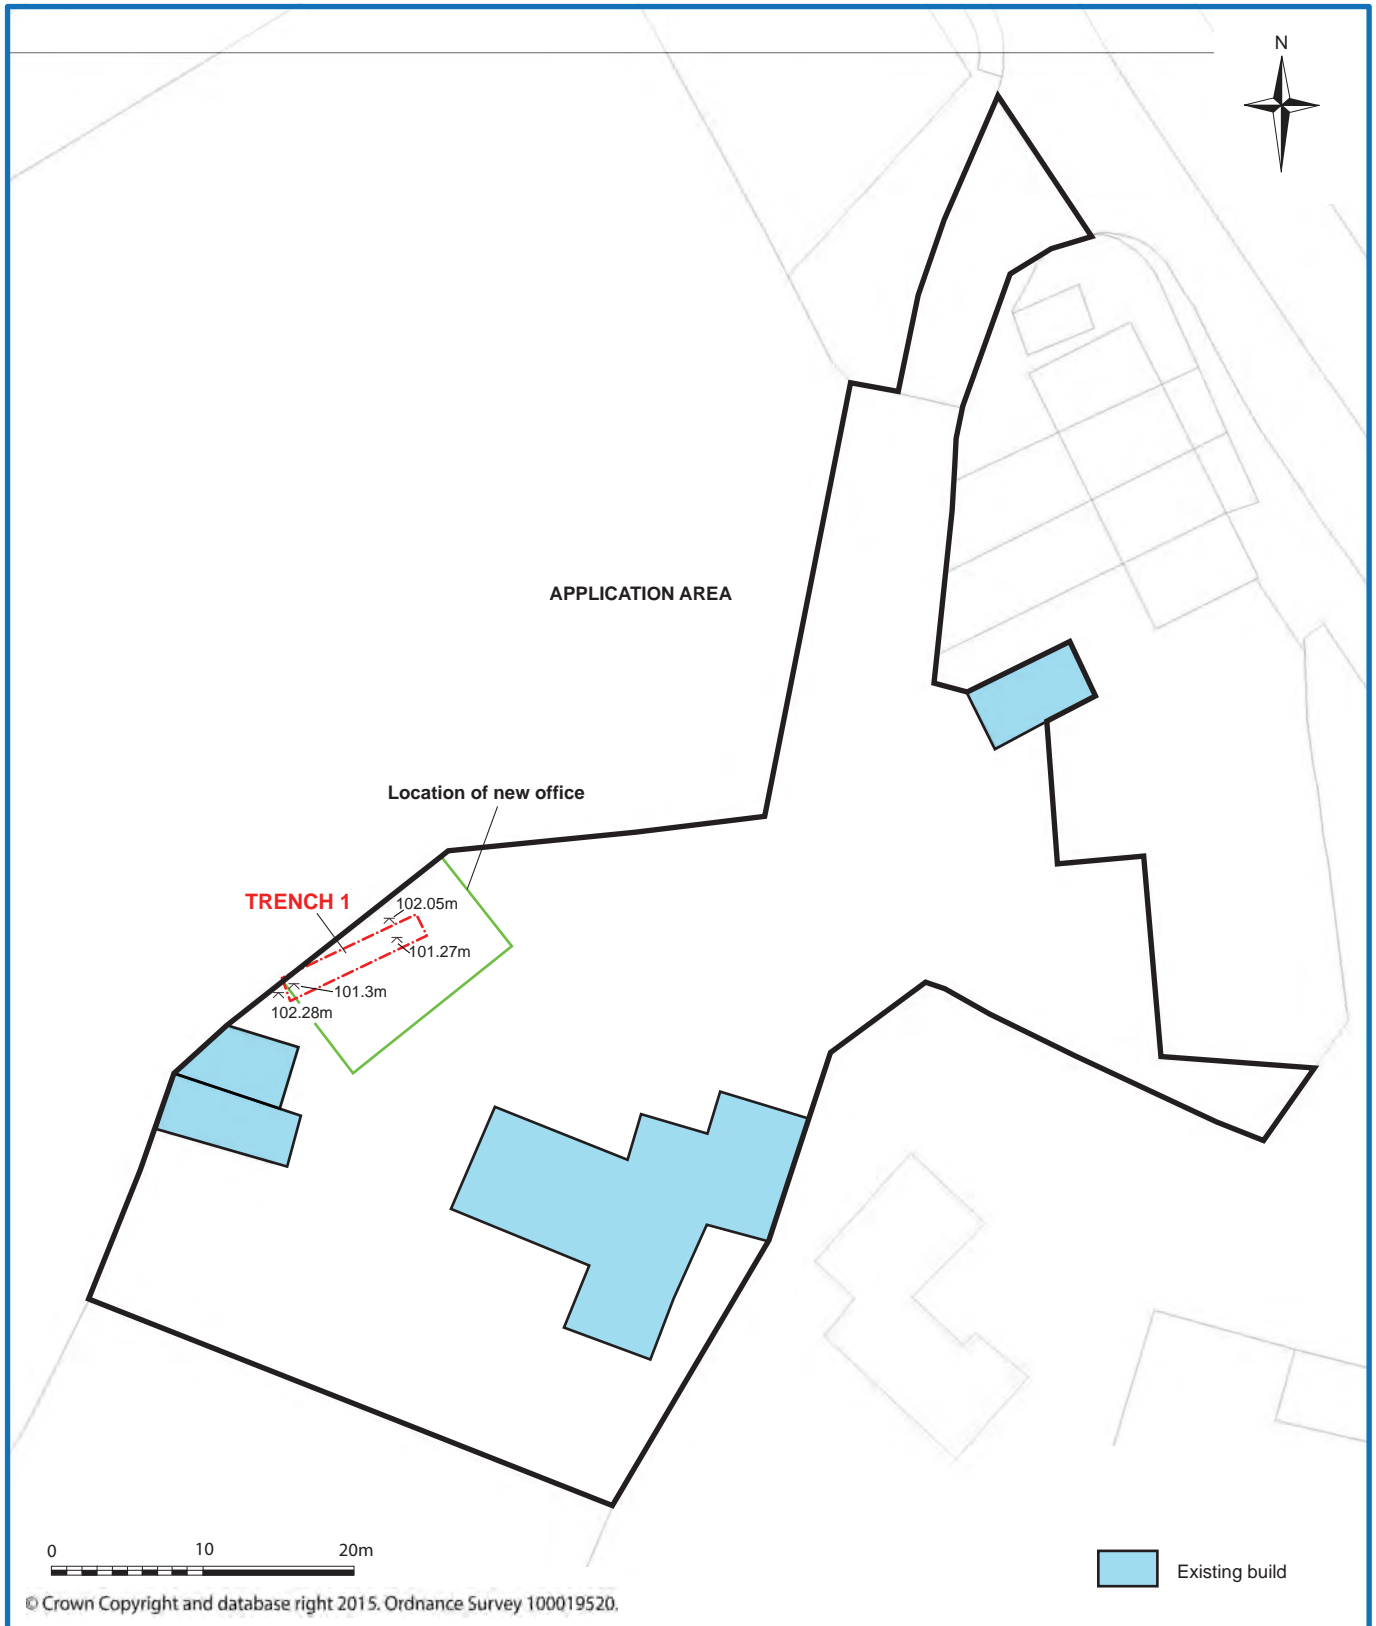 N
APPLICATION AREA
Location of new office
TRENCH 1
102.05m
101.27m
101.3m
102.28m
0 10 20m
Existing build
© Crown Copyright and database right 2015. Ordnance Survey 100019520.